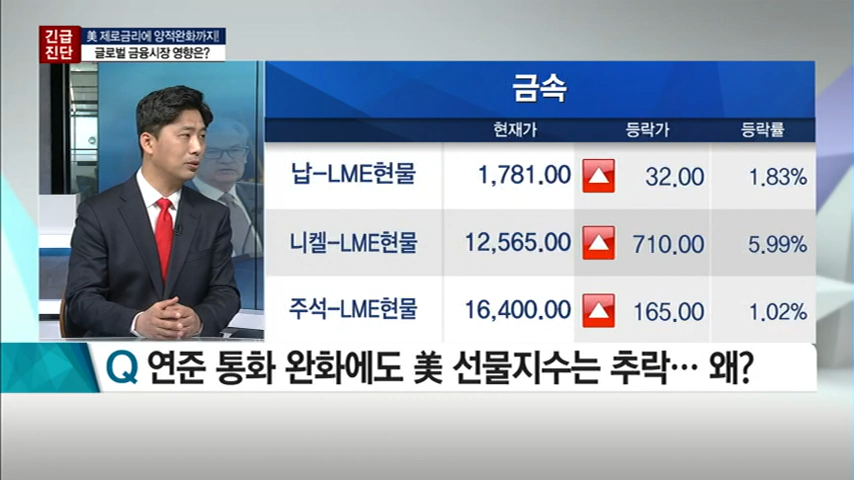 긴급
진단
美 제로금리에 양적완화까지!
글로벌 금융시장 영향은?
금속
현재가 등락가 등락률
납-LME현물 1,781.00 32.00 1.83%
니켈-LME현물 12,565.00 710.00 5.99%
주석-LME현물 16,400.00 165.00 1.02%
Q 연준 통화 완화에도 美 선물지수는 추락… 왜?